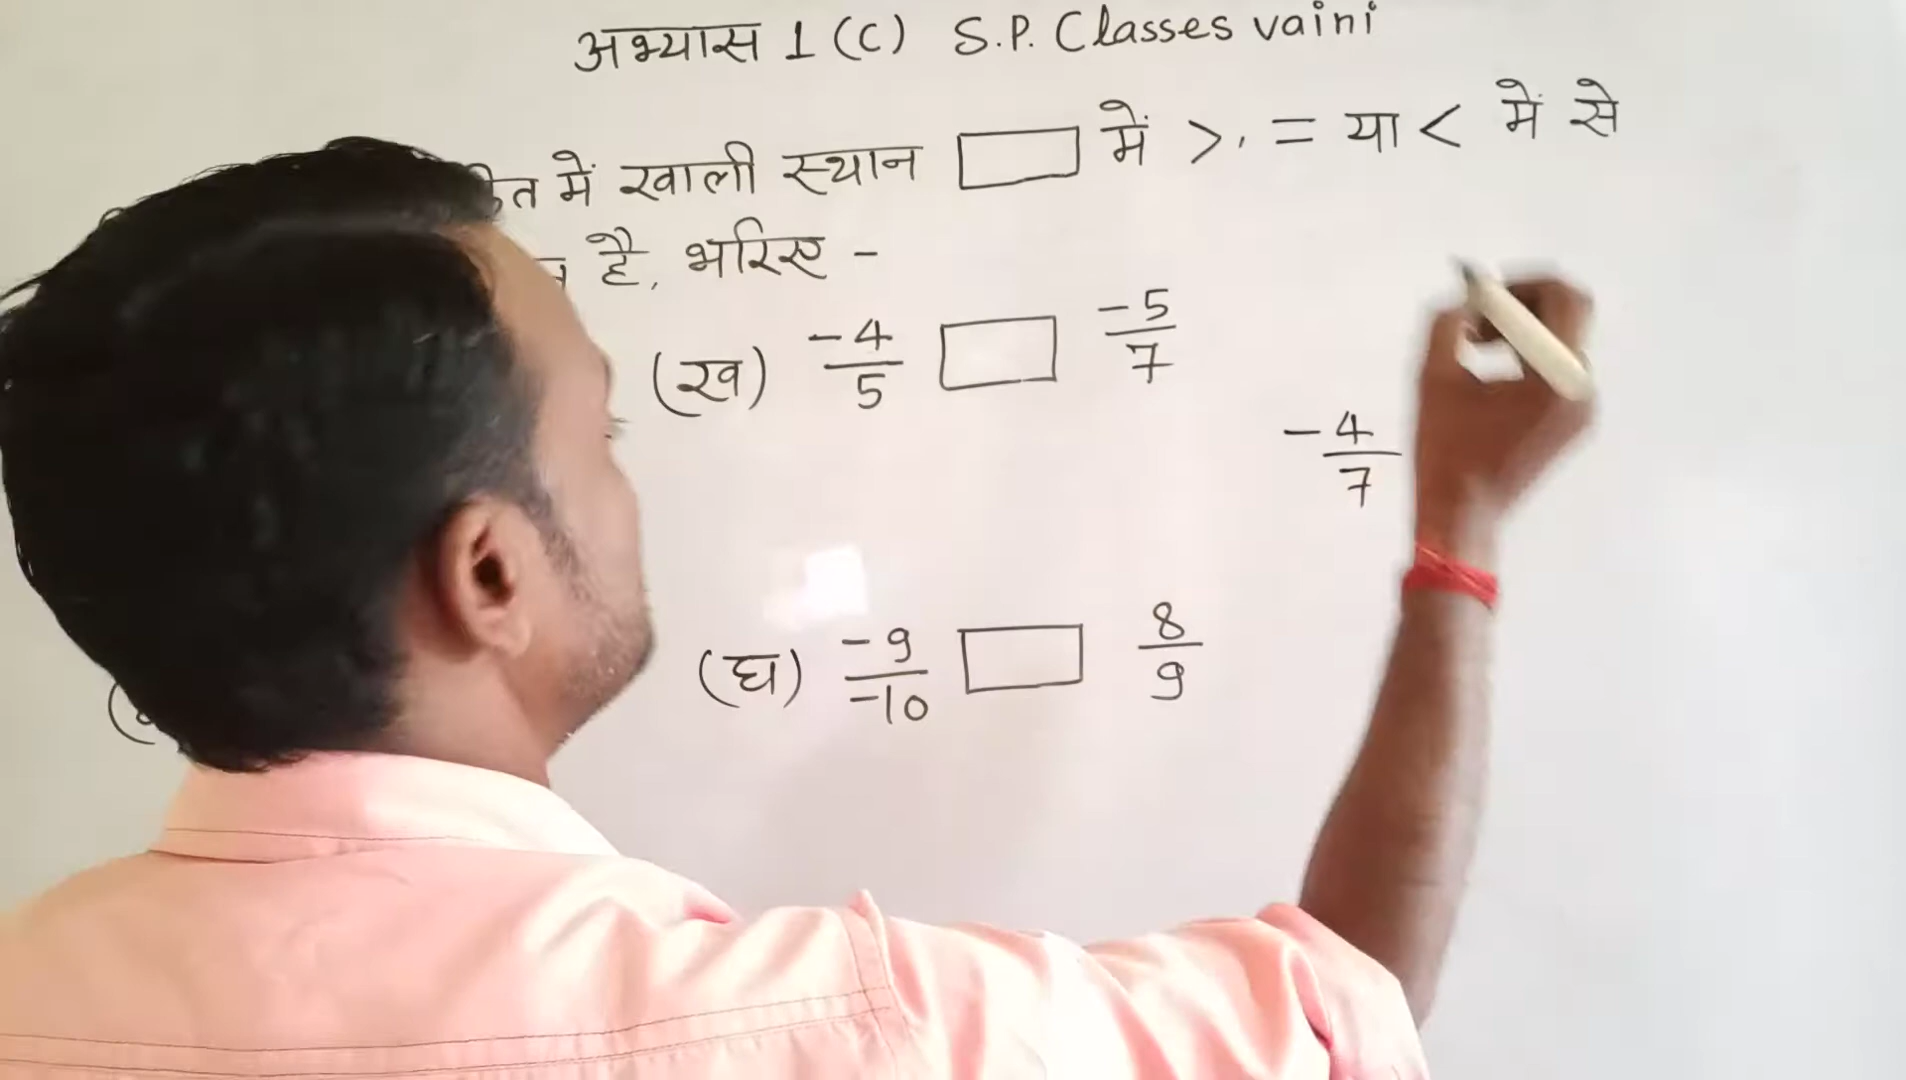 अभ्यास 1 (C) S.P. Classes vaini
में खाली स्थान □ में >, = या < में से
है, भरिए -
(ख) -4/5 □ -5/7
-4/7
(घ) -9/-10 □ 8/9